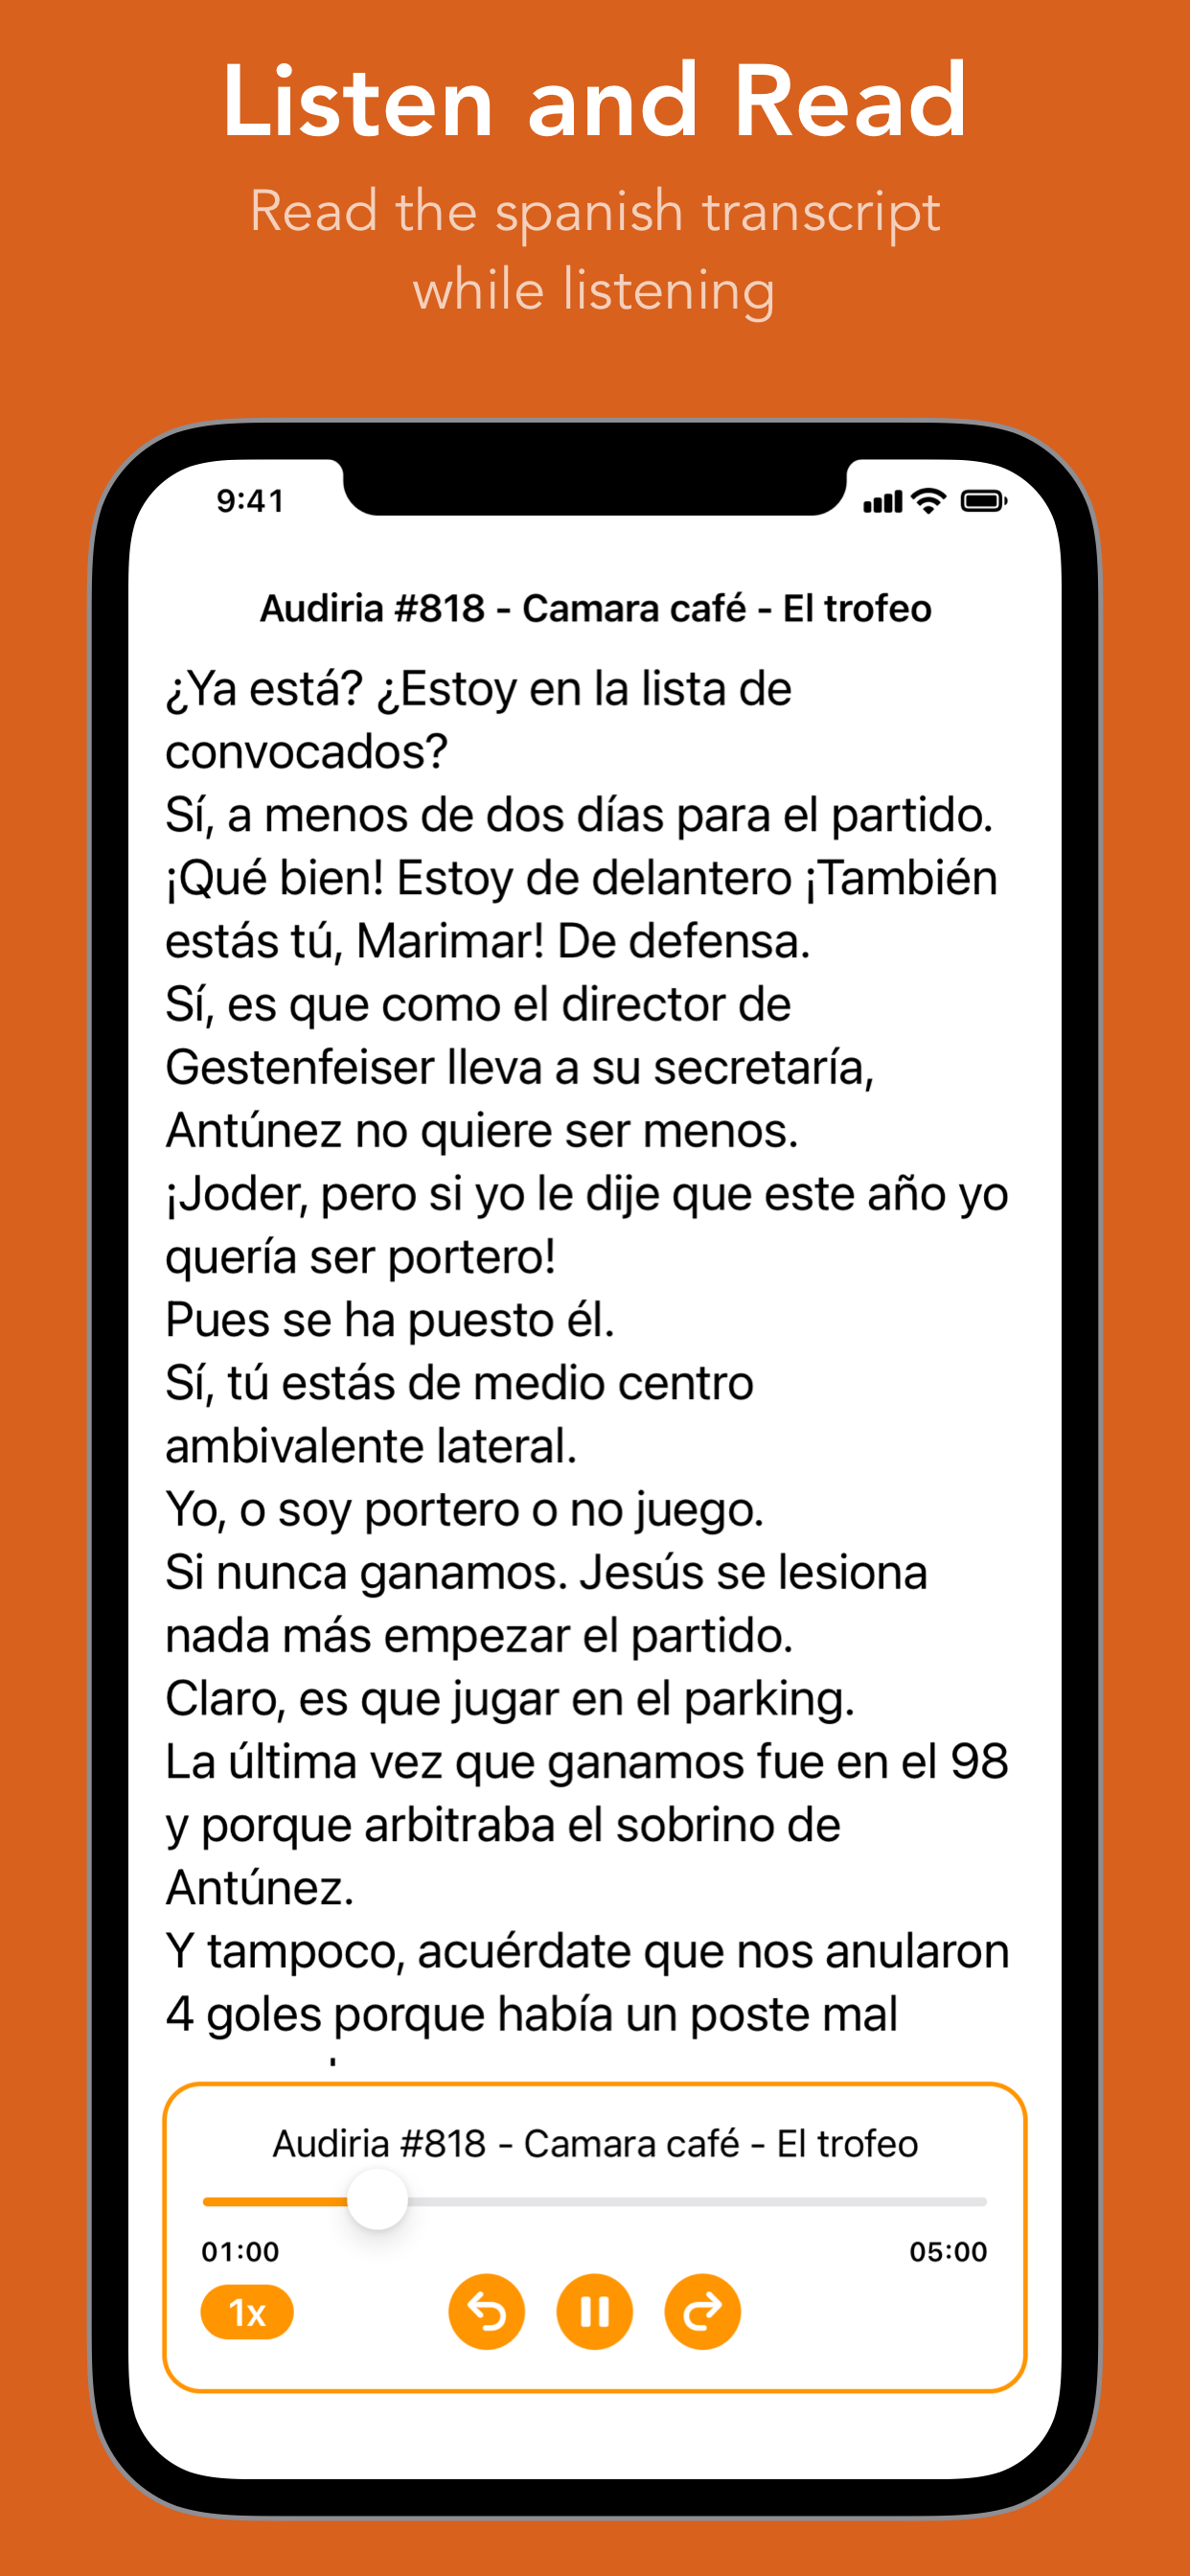 Listen and Read
Read the spanish transcript
while listening
9:41
Audiria #818 - Camara café - El trofeo
¿Ya está? ¿Estoy en la lista de
convocados?
Sí, a menos de dos días para el partido.
¡Qué bien! Estoy de delantero ¡También
estás tú, Marimar! De defensa.
Sí, es que como el director de
Gestenfeiser lleva a su secretaría,
Antúnez no quiere ser menos.
¡Joder, pero si yo le dije que este año yo
quería ser portero!
Pues se ha puesto él.
Sí, tú estás de medio centro
ambivalente lateral.
Yo, o soy portero o no juego.
Si nunca ganamos. Jesús se lesiona
nada más empezar el partido.
Claro, es que jugar en el parking.
La última vez que ganamos fue en el 98
y porque arbitraba el sobrino de
Antúnez.
Y tampoco, acuérdate que nos anularon
4 goles porque había un poste mal
Audiria #818 - Camara café - El trofeo
01:00
05:00
1x